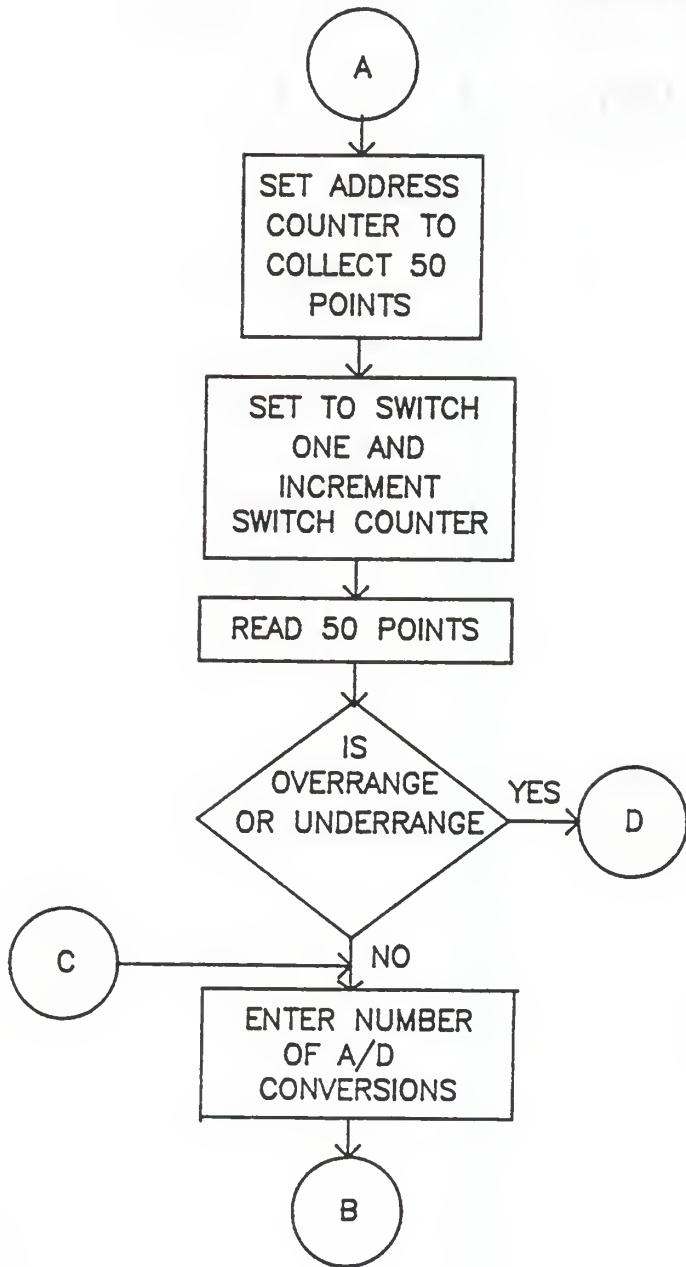 A
SET ADDRESS
COUNTER TO
COLLECT 50
POINTS
SET TO SWITCH
ONE AND
INCREMENT
SWITCH COUNTER
READ 50 POINTS
IS
OVERRANGE
OR UNDERRANGE
YES
D
C
NO
ENTER NUMBER
OF A/D
CONVERSIONS
B